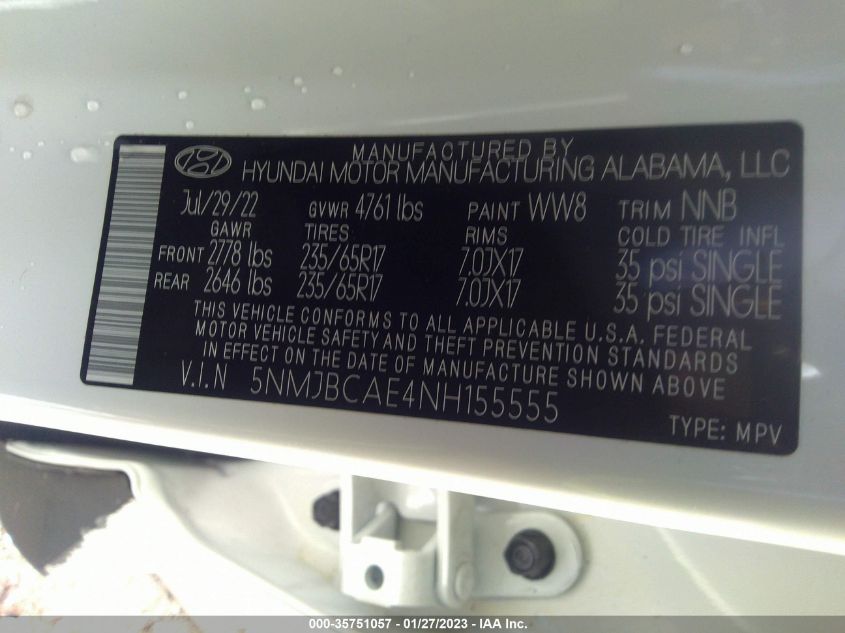 MANUFACTURED BY
HYUNDAI MOTOR MANUFACTURING ALABAMA, LLC
Jul/29/22 GVWR 4761 lbs PAINT WW8 TRIM NNB
GAWR TIRES RIMS COLD TIRE INFL
FRONT 2778 lbs 235/65R17 7.0JX17 35 psi SINGLE
REAR 2646 lbs 235/65R17 7.0JX17 35 psi SINGLE
THIS VEHICLE CONFORMS TO ALL APPLICABLE U.S.A. FEDERAL
MOTOR VEHICLE SAFETY AND THEFT PREVENTION STANDARDS
IN EFFECT ON THE DATE OF MANUFACTURE SHOWN ABOVE
V.I.N 5NMJBCAE4NH155555
TYPE: MPV
000-35751057 - 01/27/2023 - IAA Inc.